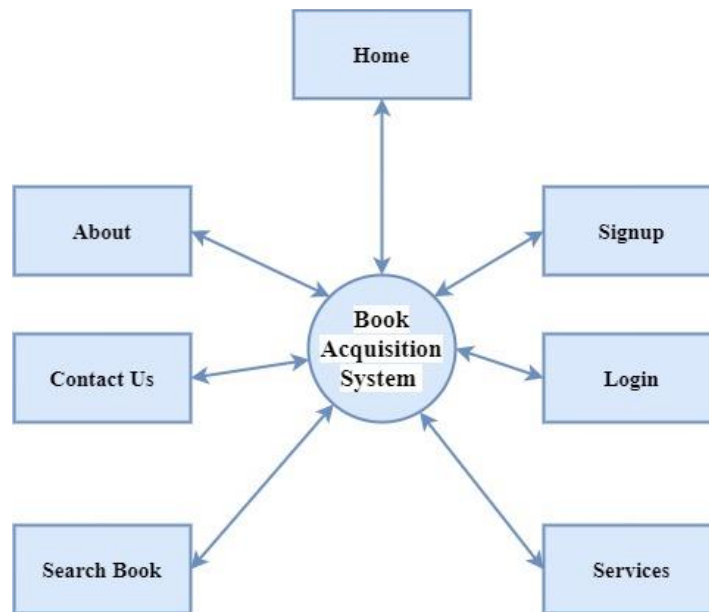 Home
About
Signup
Book
Acquisition
System
Contact Us
Login
Search Book
Services